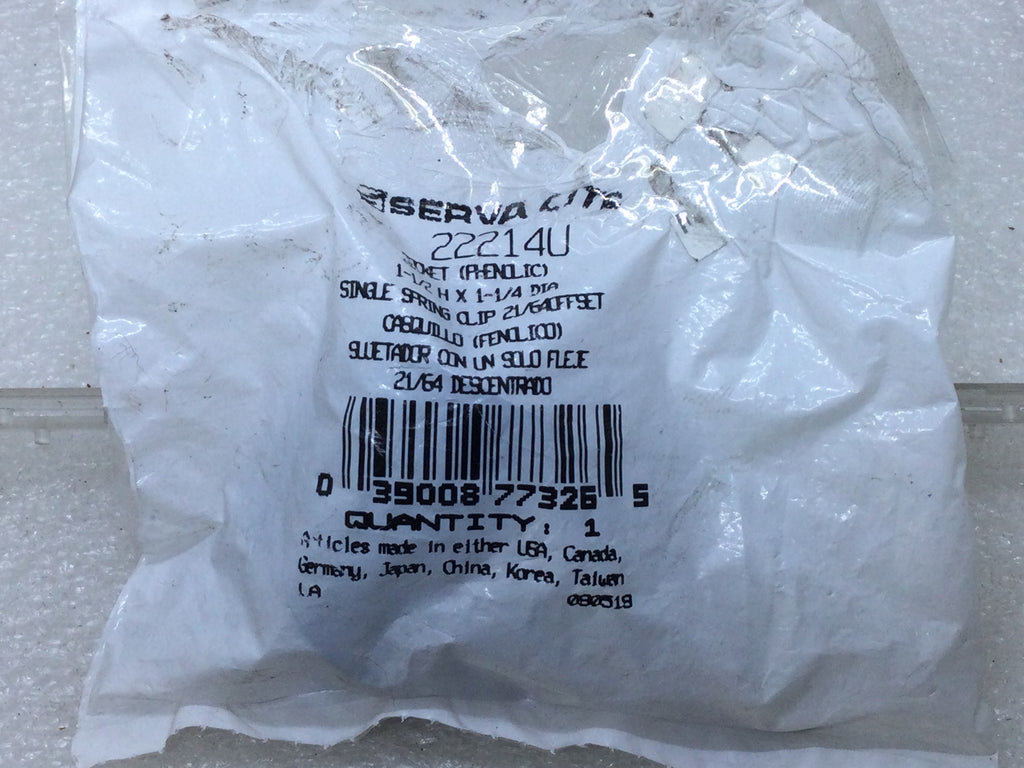 SERVA LITE
22214U
SOCKET (PHENOLIC)
1-1/2 H X 1-1/4 DIA
SINGLE SPRING CLIP 21/64OFFSET
CASQUILLO (FENOLICO)
SUJETADOR CON UN SOLO FLEJE
21/64 DESCENTRADO
0 39008 77326 5
QUANTITY: 1
Articles made in either USA, Canada,
Germany, Japan, China, Korea, Taiwan
080519